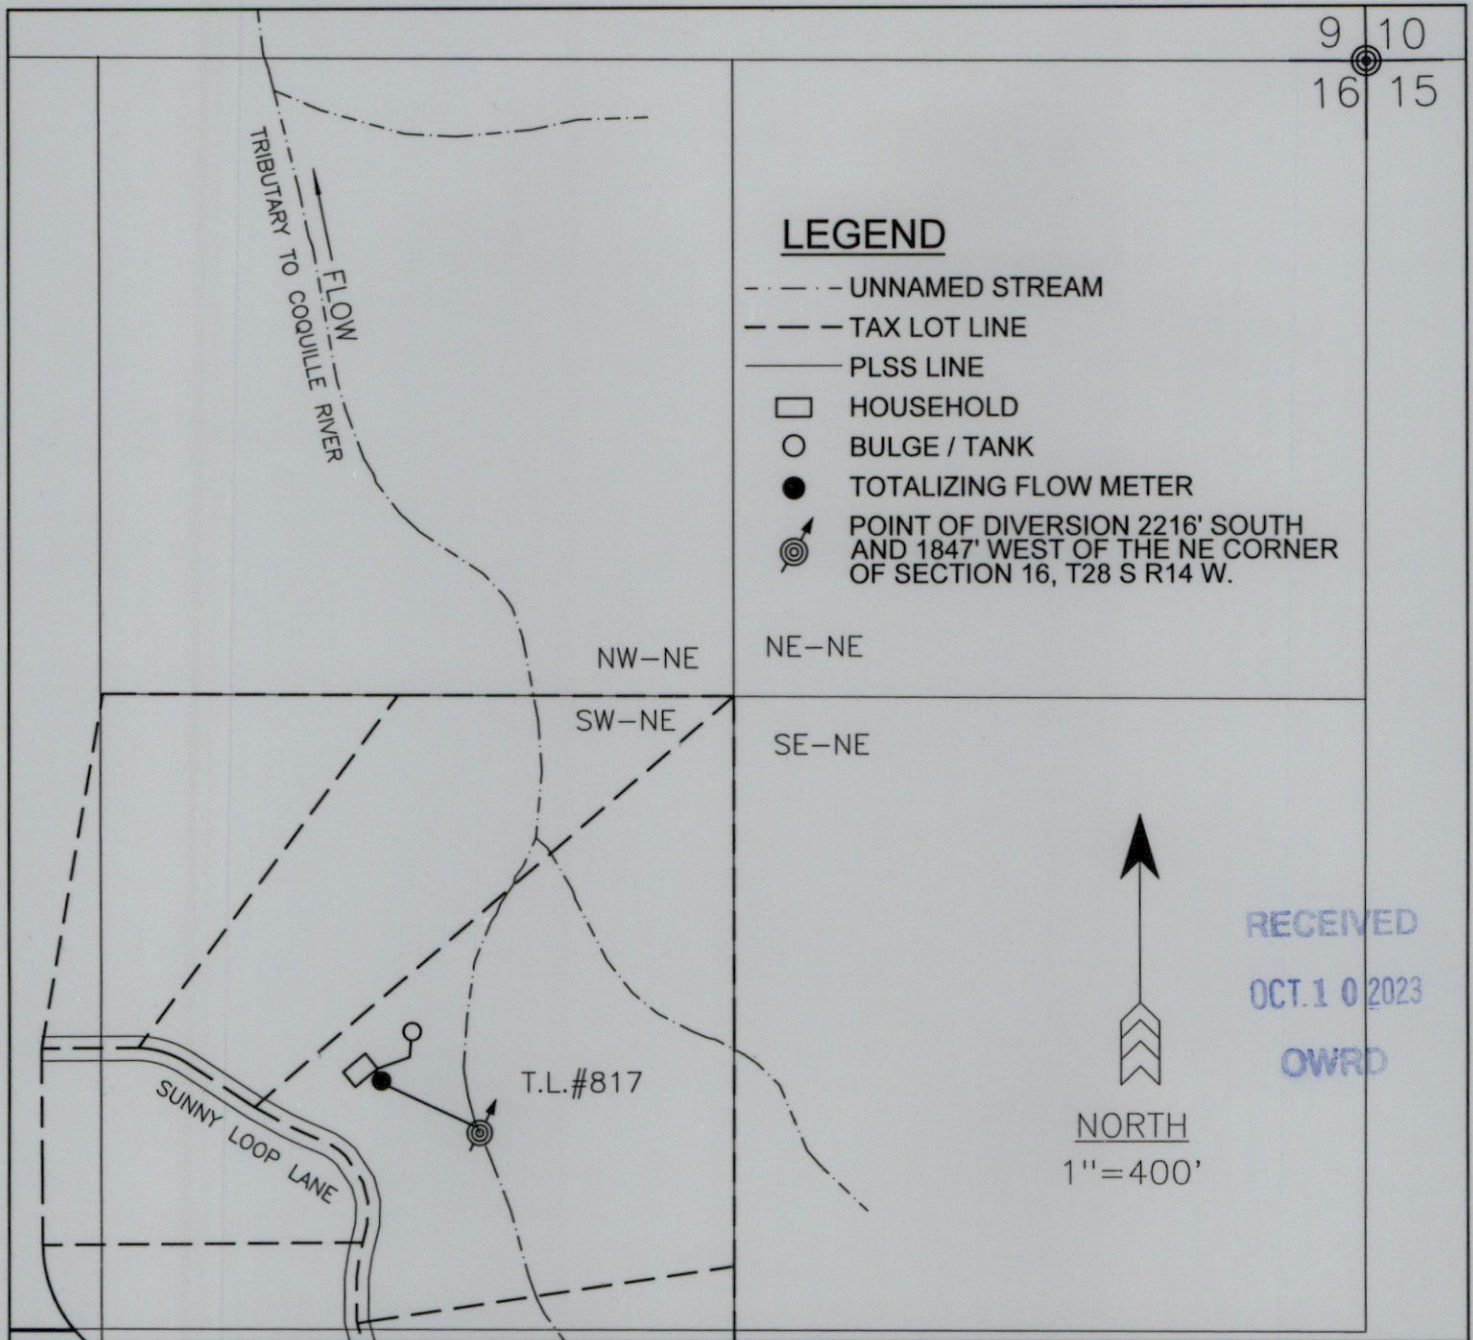 9 10
16 15
TRIBUTARY TO COQUILLE RIVER
FLOW
LEGEND
UNNAMED STREAM
TAX LOT LINE
PLSS LINE
HOUSEHOLD
BULGE / TANK
TOTALIZING FLOW METER
POINT OF DIVERSION 2216' SOUTH
AND 1847' WEST OF THE NE CORNER
OF SECTION 16, T28 S R14 W.
NW-NE
NE-NE
SW-NE
SE-NE
RECEIVED
OCT. 10 2023
OWRD
T.L.#817
SUNNY LOOP LANE
NORTH
1"=400'